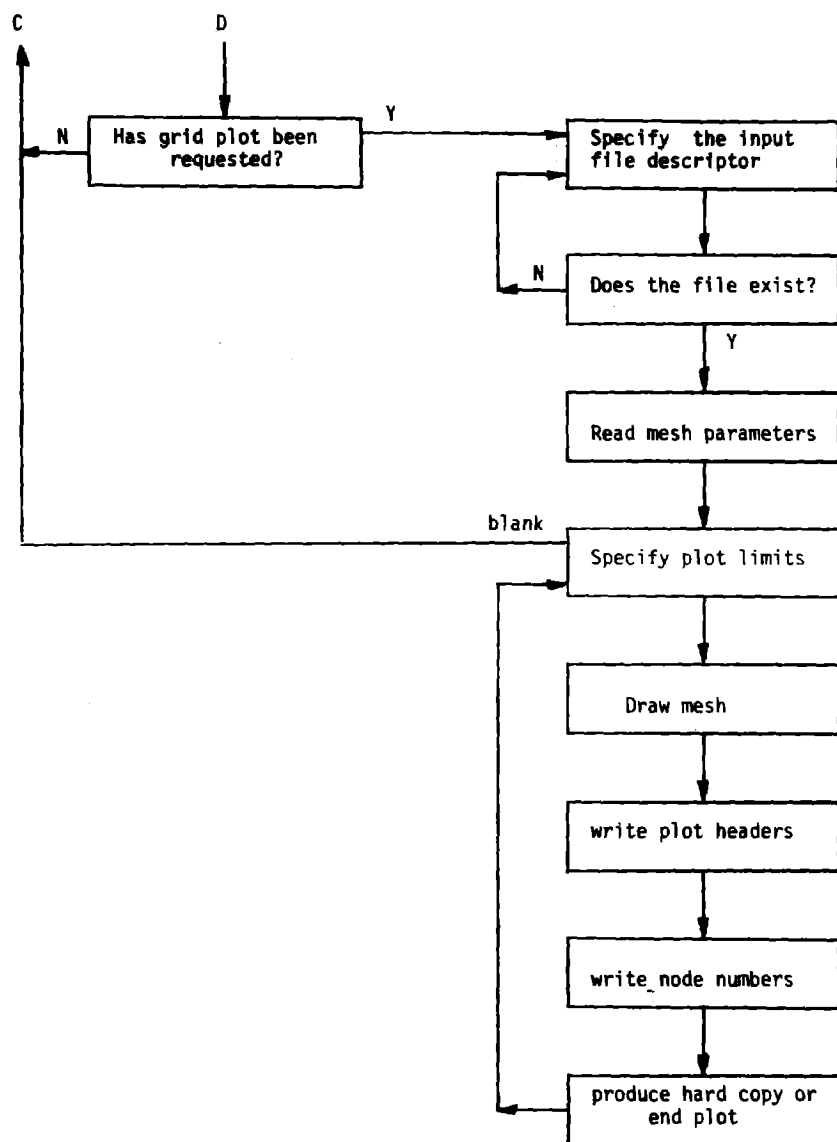 C
D
N
Has grid plot been
requested?
Y
Specify the input
file descriptor
N
Does the file exist?
Y
Read mesh parameters
blank
Specify plot limits
Draw mesh
write plot headers
write node numbers
produce hard copy or
end plot